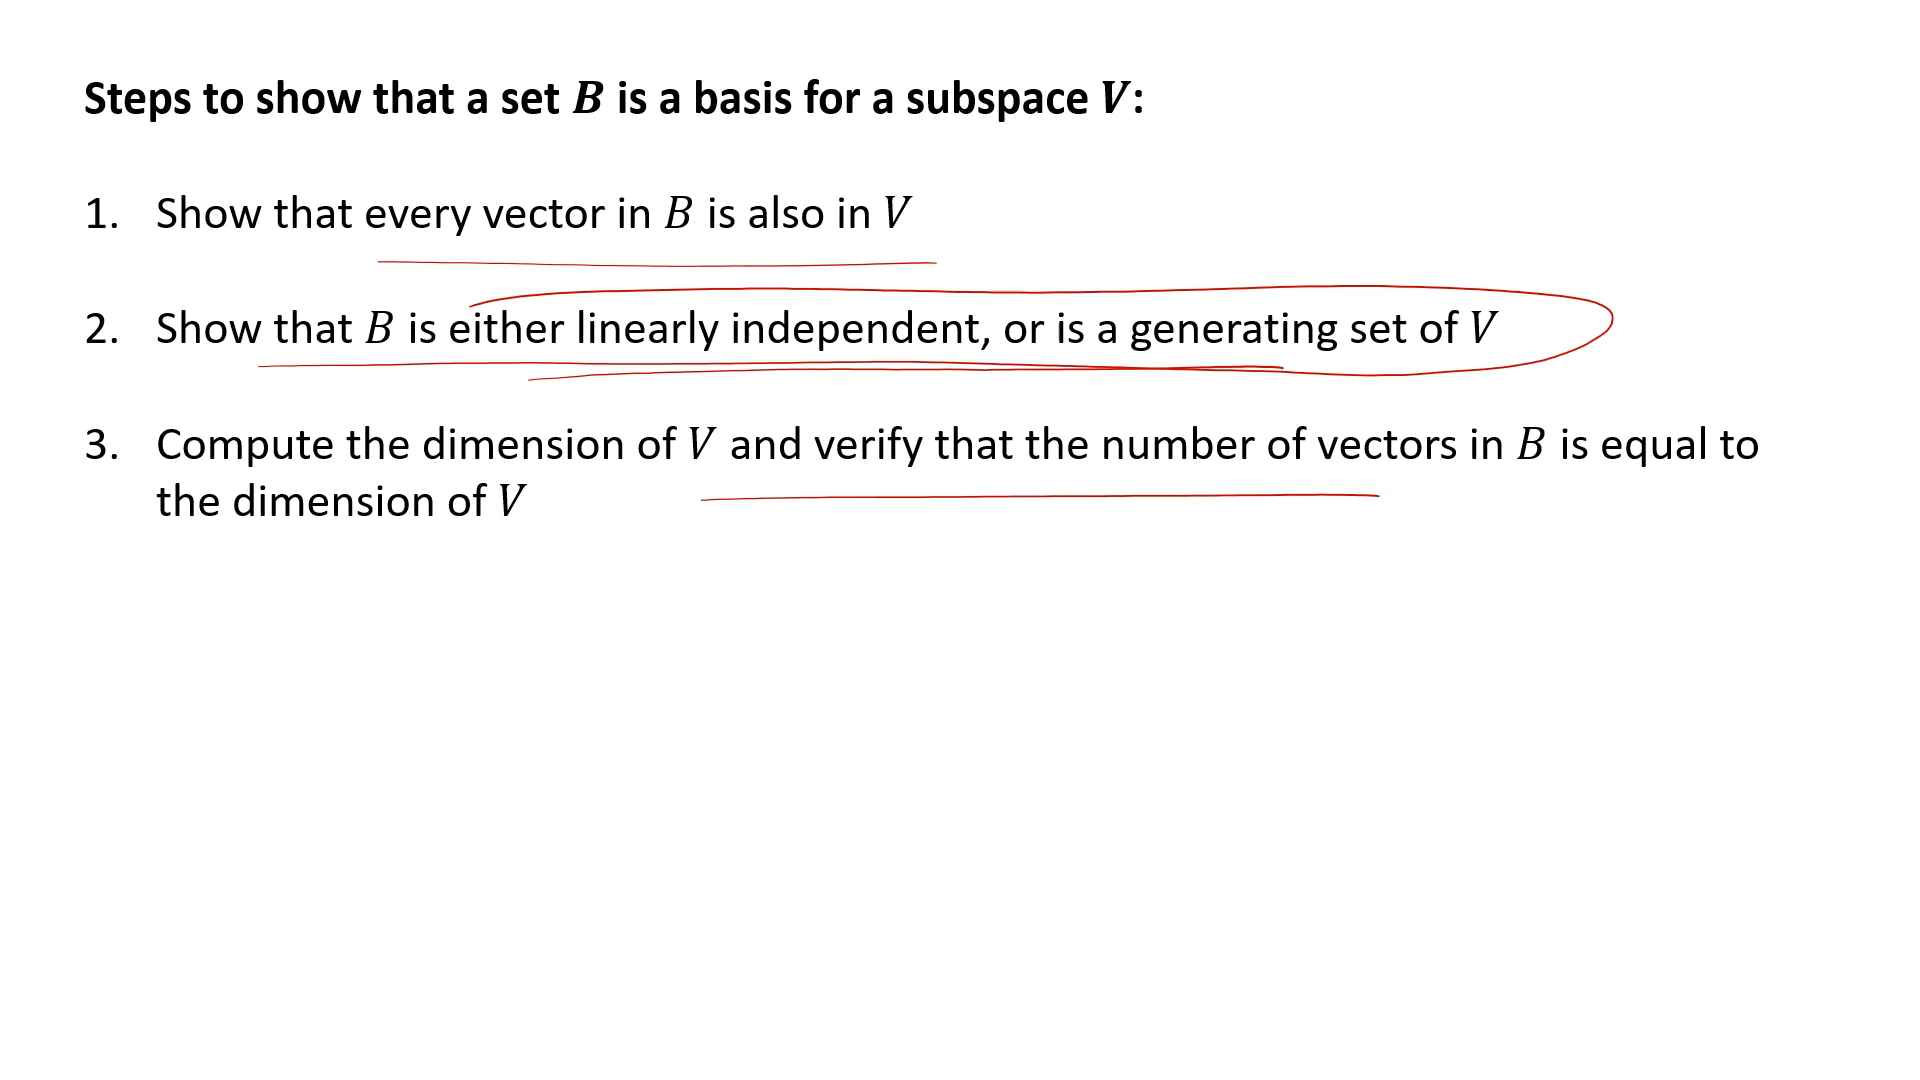 Steps to show that a set B is a basis for a subspace V:
1. Show that every vector in B is also in V
2. Show that B is either linearly independent, or is a generating set of V
3. Compute the dimension of V and verify that the number of vectors in B is equal to
the dimension of V